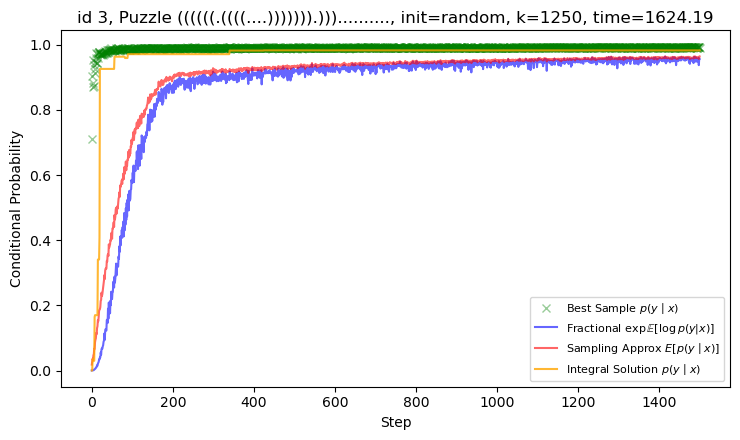 id 3, Puzzle ((((((.((((....))))))).))).........., init=random, k=1250, time=1624.19
Conditional Probability
1.0
0.8
0.6
0.4
0.2
0.0
Best Sample p(y | x)
Fractional exp𝔼[log p(y|x)]
Sampling Approx E[p(y | x)]
Integral Solution p(y | x)
0 200 400 600 800 1000 1200 1400
Step